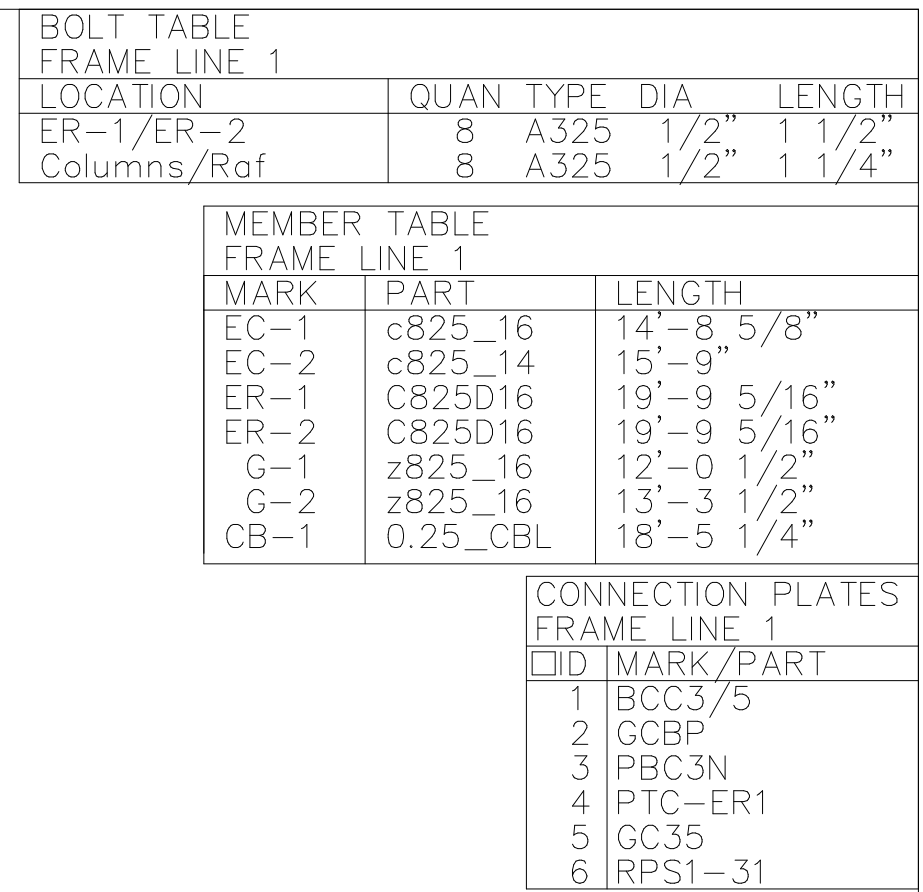 BOLT TABLE
FRAME LINE 1
LOCATION QUAN TYPE DIA LENGTH
ER-1/ER-2 8 A325 1/2" 1 1/2"
Columns/Raf 8 A325 1/2" 1 1/4"
MEMBER TABLE
FRAME LINE 1
MARK PART LENGTH
EC-1 c825_16 14'-8 5/8"
EC-2 c825_14 15'-9"
ER-1 C825D16 19'-9 5/16"
ER-2 C825D16 19'-9 5/16"
G-1 z825_16 12'-0 1/2"
G-2 z825_16 13'-3 1/2"
CB-1 0.25_CBL 18'-5 1/4"
CONNECTION PLATES
FRAME LINE 1
□ID MARK/PART
1 BCC3/5
2 GCBP
3 PBC3N
4 PTC-ER1
5 GC35
6 RPS1-31